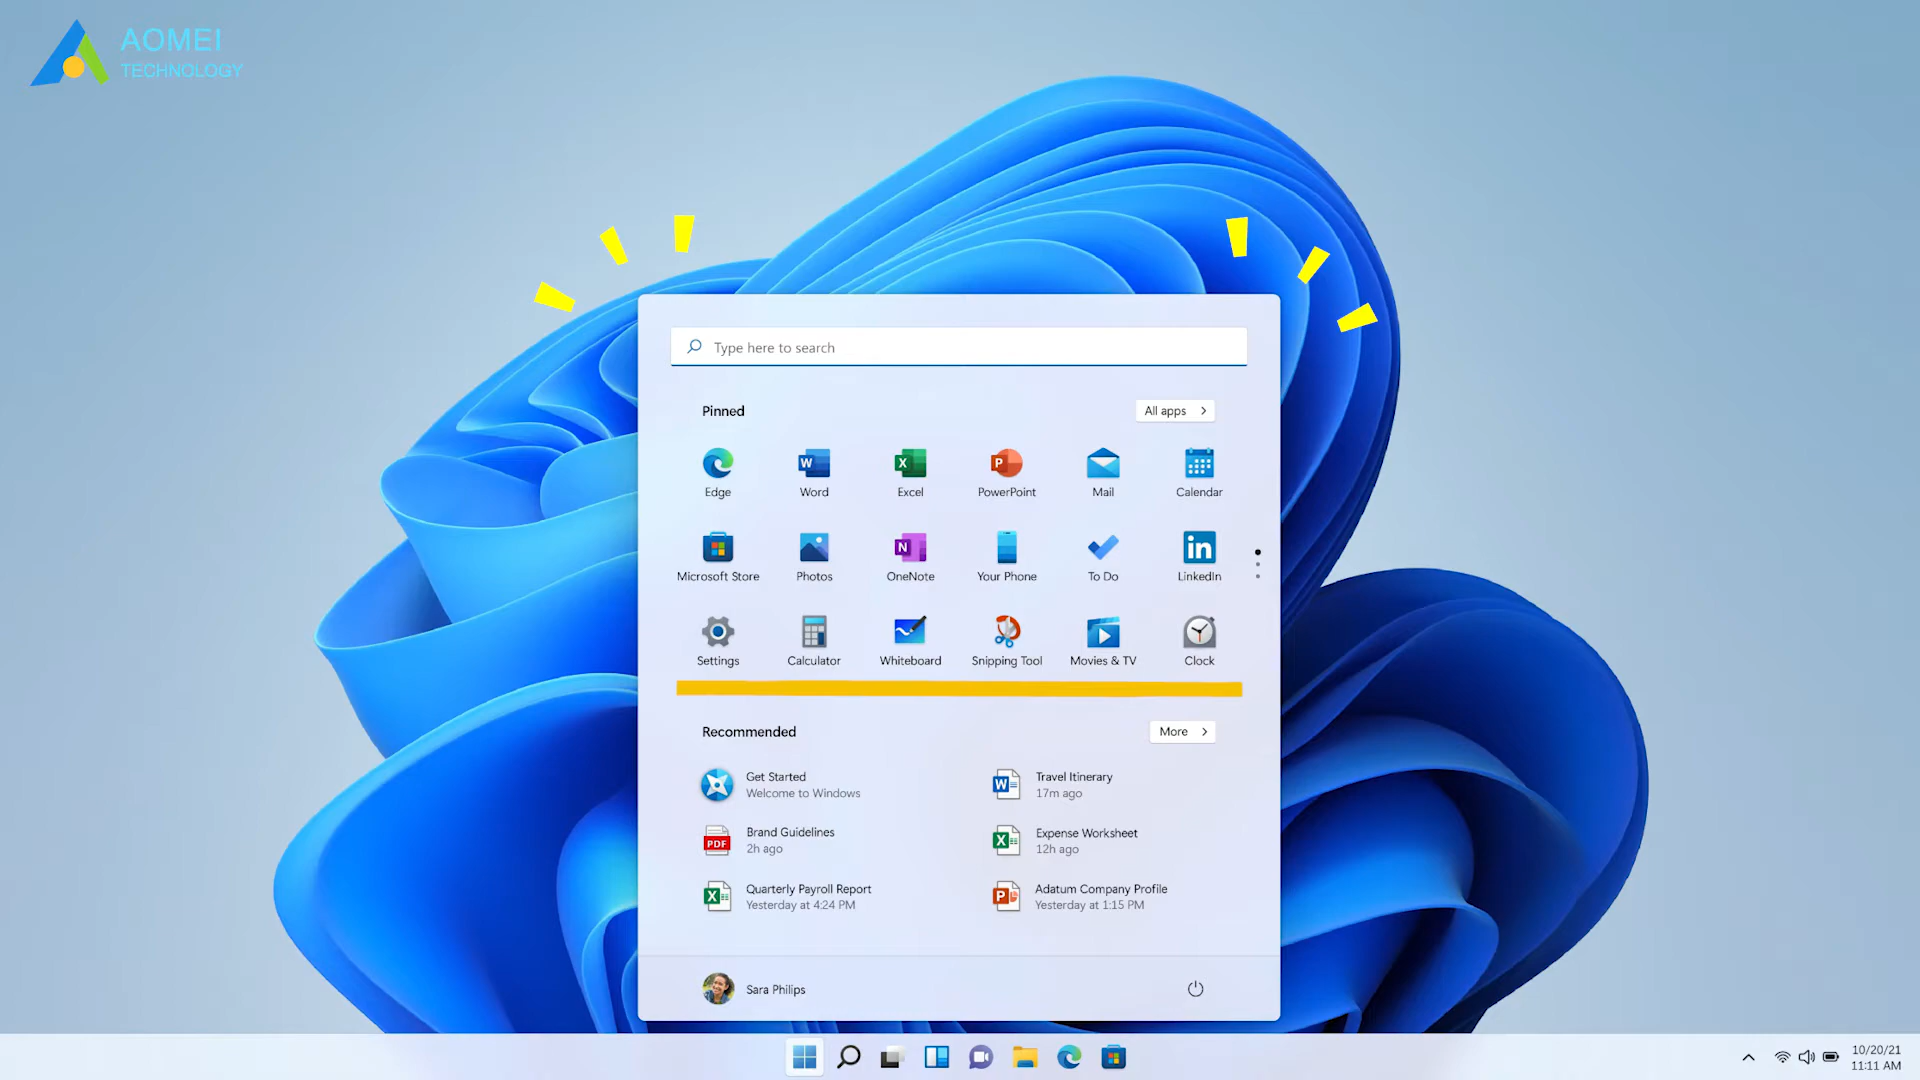 AOMEI
TECHNOLOGY
Type here to search
Pinned
All apps
Edge
Word
Excel
PowerPoint
Mail
Calendar
Microsoft Store
Photos
OneNote
Your Phone
To Do
LinkedIn
Settings
Calculator
Whiteboard
Snipping Tool
Movies & TV
Clock
Recommended
More
Get Started
Welcome to Windows
Travel Itinerary
17m ago
Brand Guidelines
2h ago
Expense Worksheet
12h ago
Quarterly Payroll Report
Yesterday at 4:24 PM
Adatum Company Profile
Yesterday at 1:15 PM
Sara Philips
10/20/21
11:11 AM